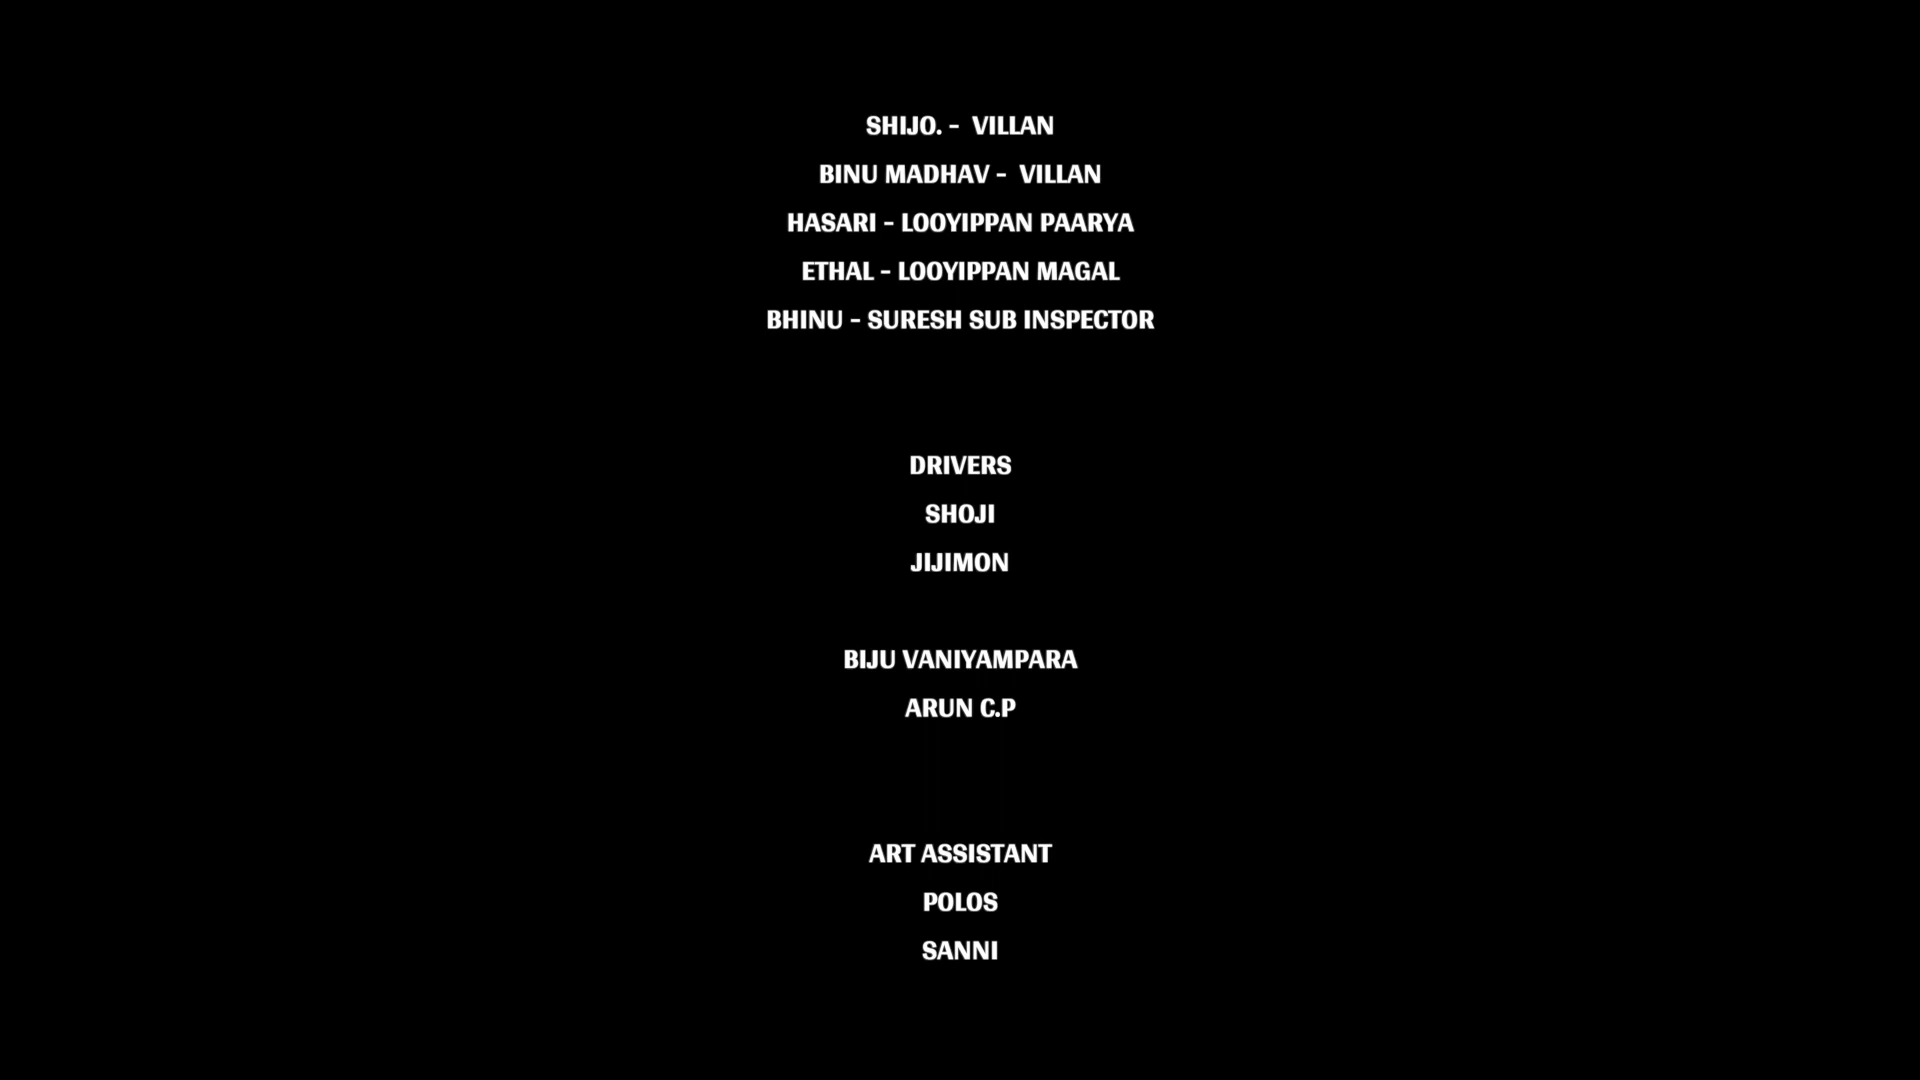 SHIJO. -  VILLAN
BINU MADHAV -  VILLAN
HASARI - LOOYIPPAN PAARYA
ETHAL - LOOYIPPAN MAGAL
BHINU - SURESH SUB INSPECTOR
DRIVERS
SHOJI
JIJIMON
BIJU VANIYAMPARA
ARUN C.P
ART ASSISTANT
POLOS
SANNI